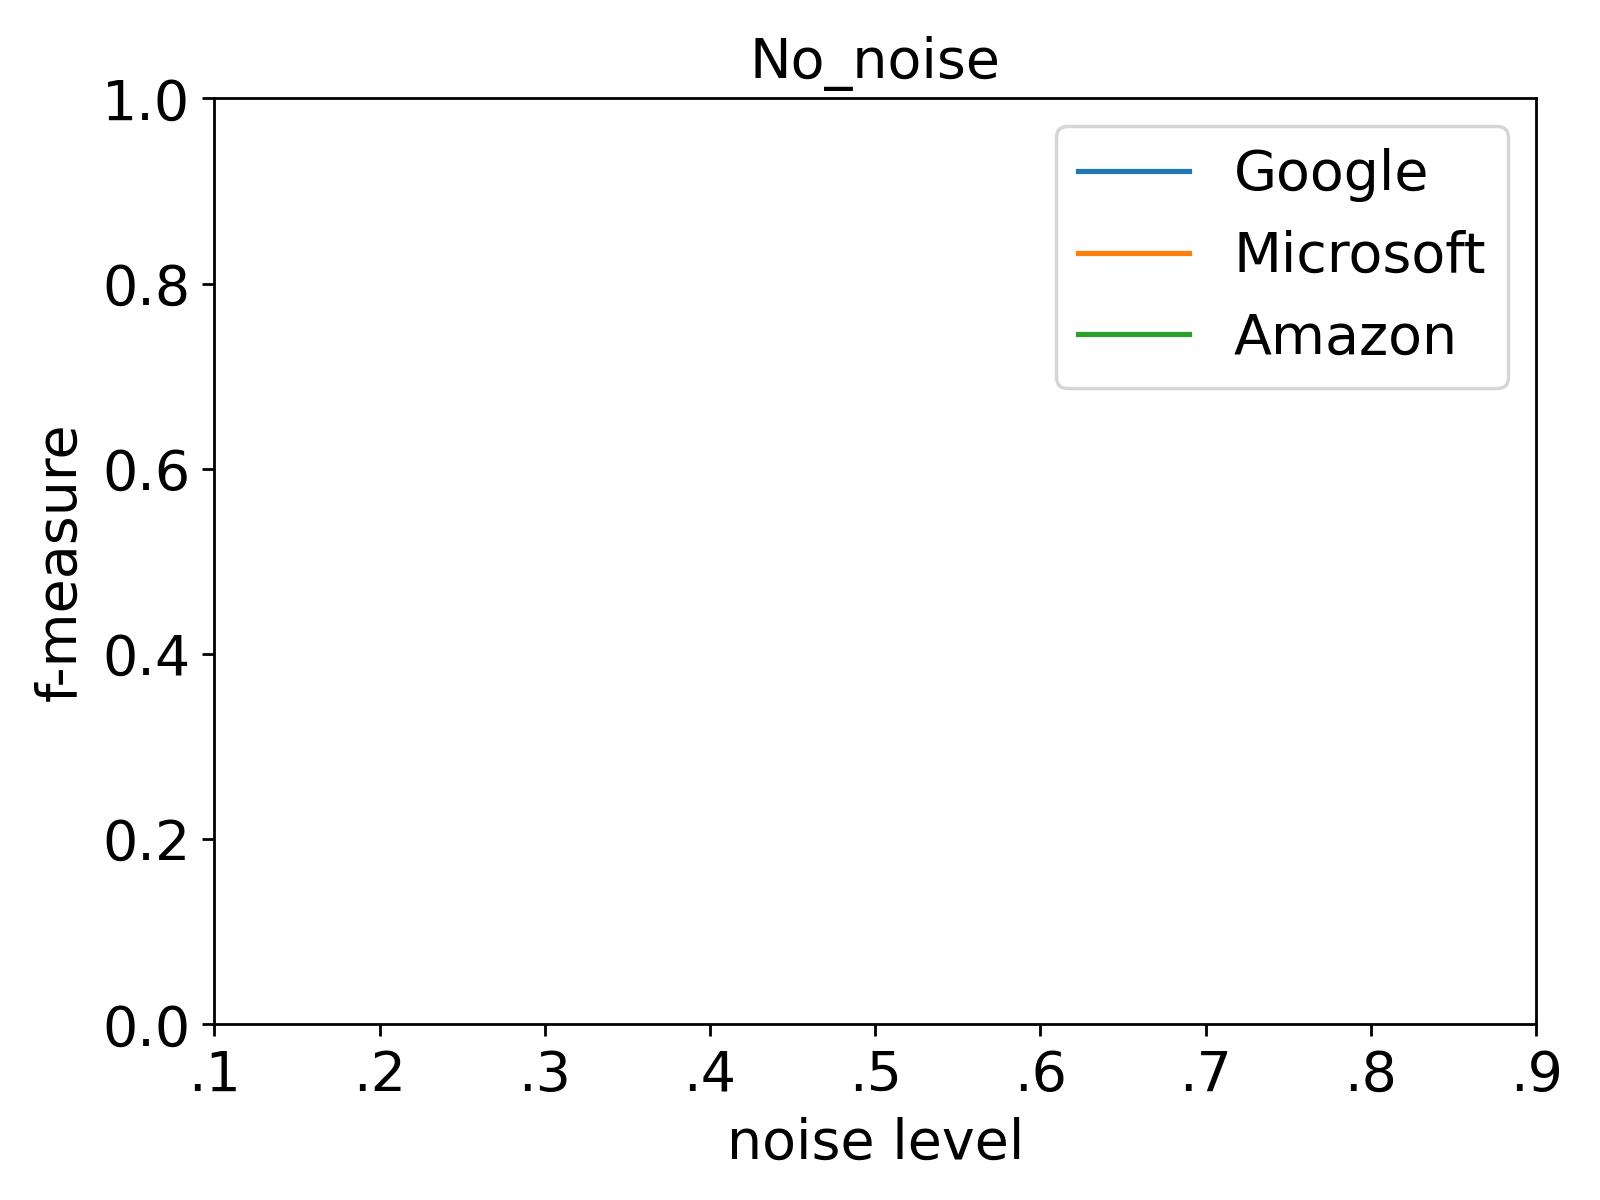 No_noise
1.0
0.8
0.6
0.4
0.2
0.0
f-measure
Google
Microsoft
Amazon
.1 .2 .3 .4 .5 .6 .7 .8 .9
noise level